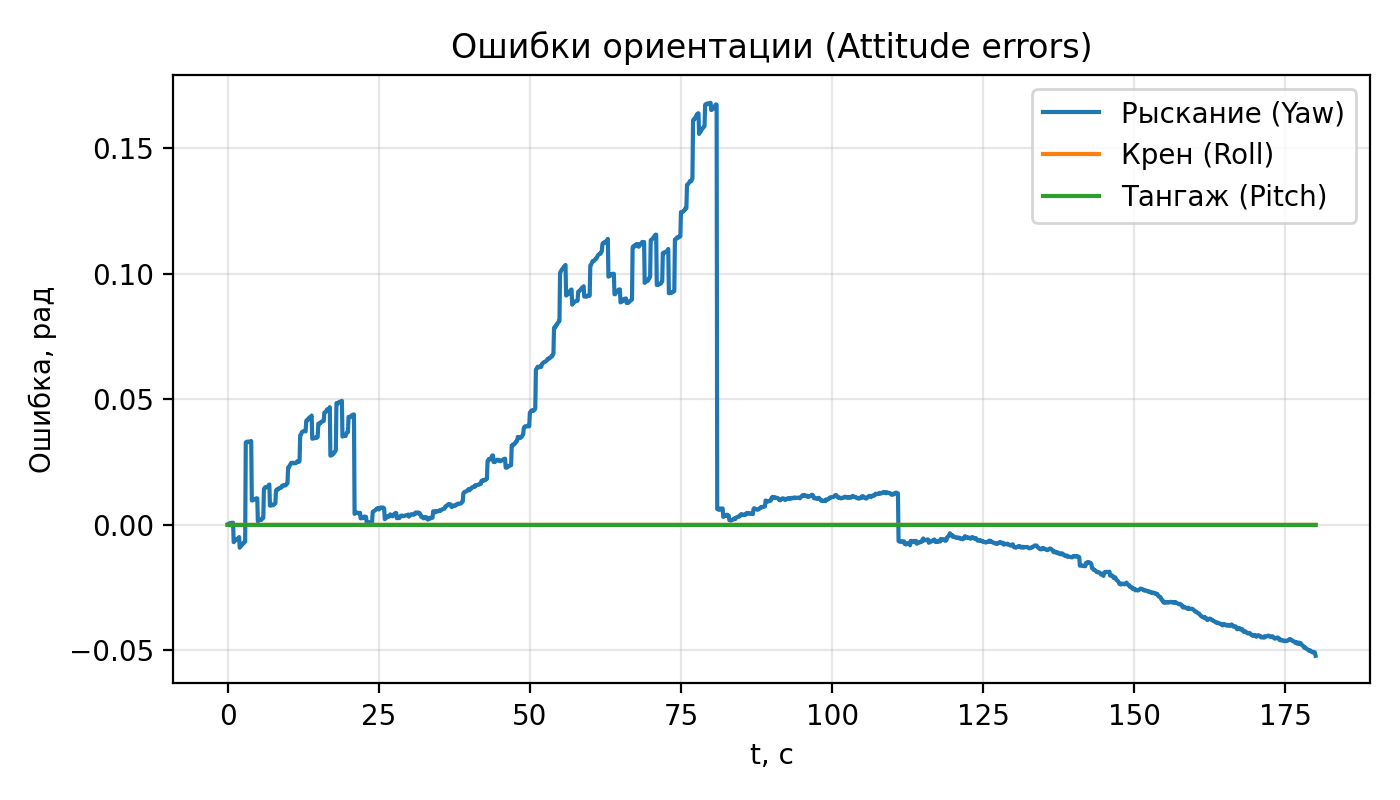 Ошибки ориентации (Attitude errors)
Рыскание (Yaw)
Крен (Roll)
Тангаж (Pitch)
Ошибка, рад
0.15
0.10
0.05
0.00
−0.05
0 25 50 75 100 125 150 175
t, с